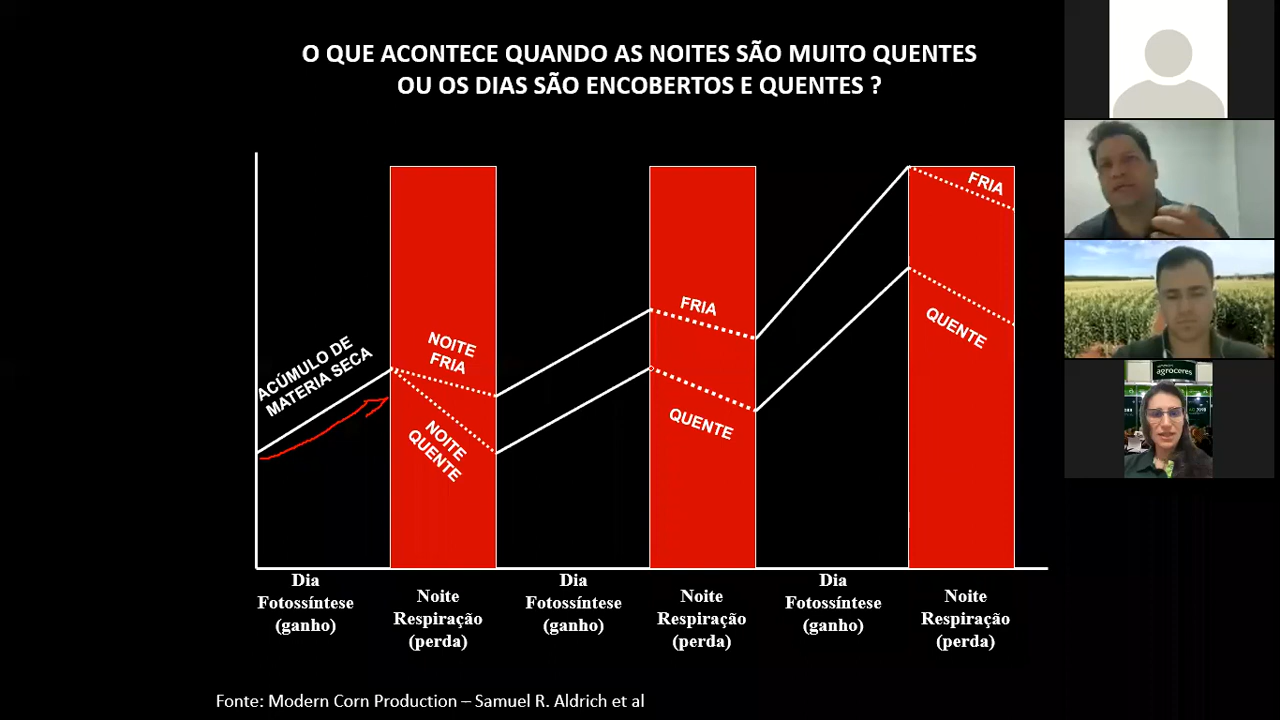 O QUE ACONTECE QUANDO AS NOITES SÃO MUITO QUENTES
OU OS DIAS SÃO ENCOBERTOS E QUENTES ?
ACÚMULO DE
MATERIA SECA
NOITE
FRIA
NOITE
QUENTE
FRIA
QUENTE
FRIA
QUENTE
Dia
Fotossíntese
(ganho)
Noite
Respiração
(perda)
Dia
Fotossíntese
(ganho)
Noite
Respiração
(perda)
Dia
Fotossíntese
(ganho)
Noite
Respiração
(perda)
Fonte: Modern Corn Production – Samuel R. Aldrich et al
agroceres